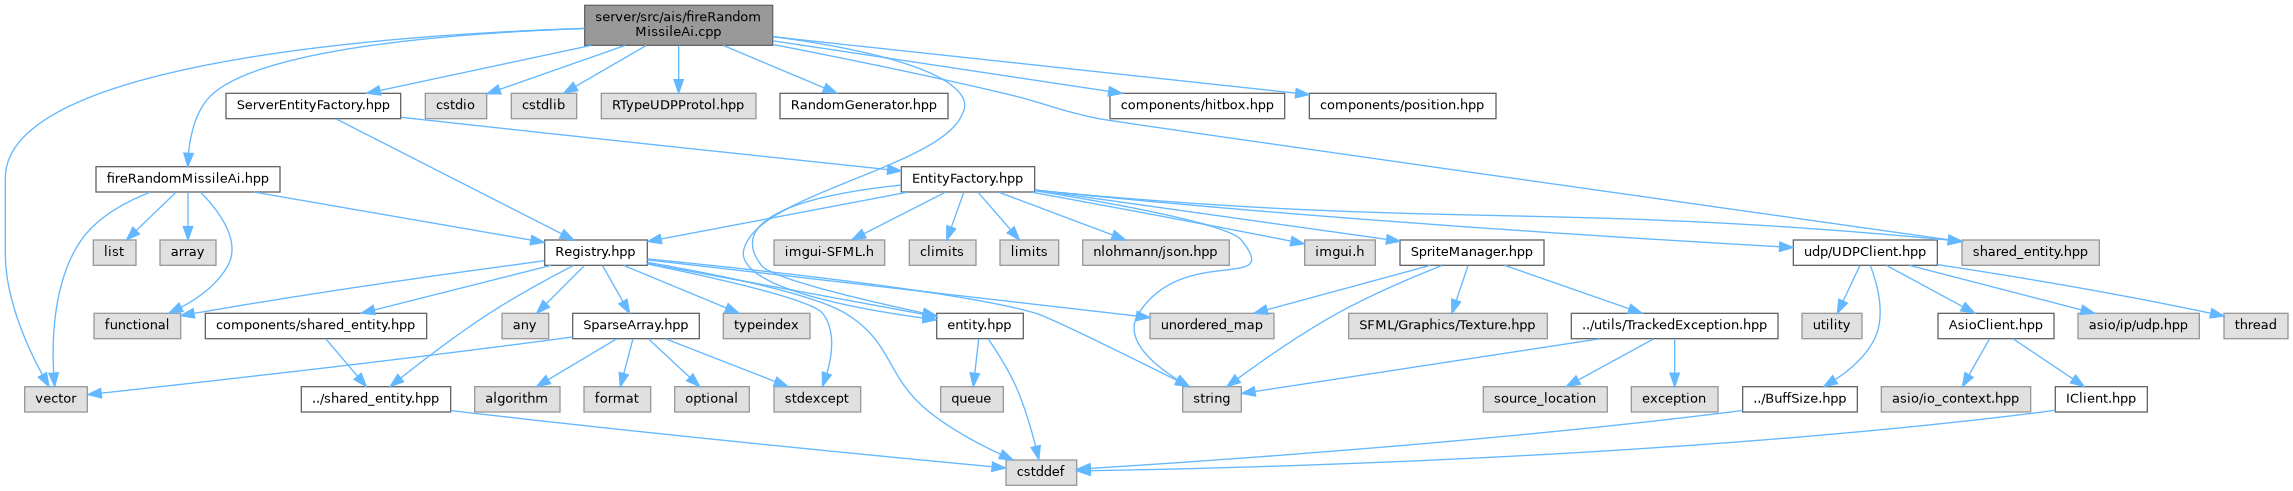 server/src/ais/fireRandom
MissileAi.cpp
ServerEntityFactory.hpp
cstdio
cstdlib
RTypeUDPProtol.hpp
RandomGenerator.hpp
components/hitbox.hpp
components/position.hpp
fireRandomMissileAi.hpp
EntityFactory.hpp
list
array
Registry.hpp
imgui-SFML.h
climits
limits
nlohmann/json.hpp
imgui.h
SpriteManager.hpp
udp/UDPClient.hpp
shared_entity.hpp
functional
components/shared_entity.hpp
any
SparseArray.hpp
typeindex
entity.hpp
unordered_map
SFML/Graphics/Texture.hpp
../utils/TrackedException.hpp
utility
AsioClient.hpp
asio/ip/udp.hpp
thread
vector
../shared_entity.hpp
algorithm
format
optional
stdexcept
queue
string
source_location
exception
../BuffSize.hpp
asio/io_context.hpp
IClient.hpp
cstddef